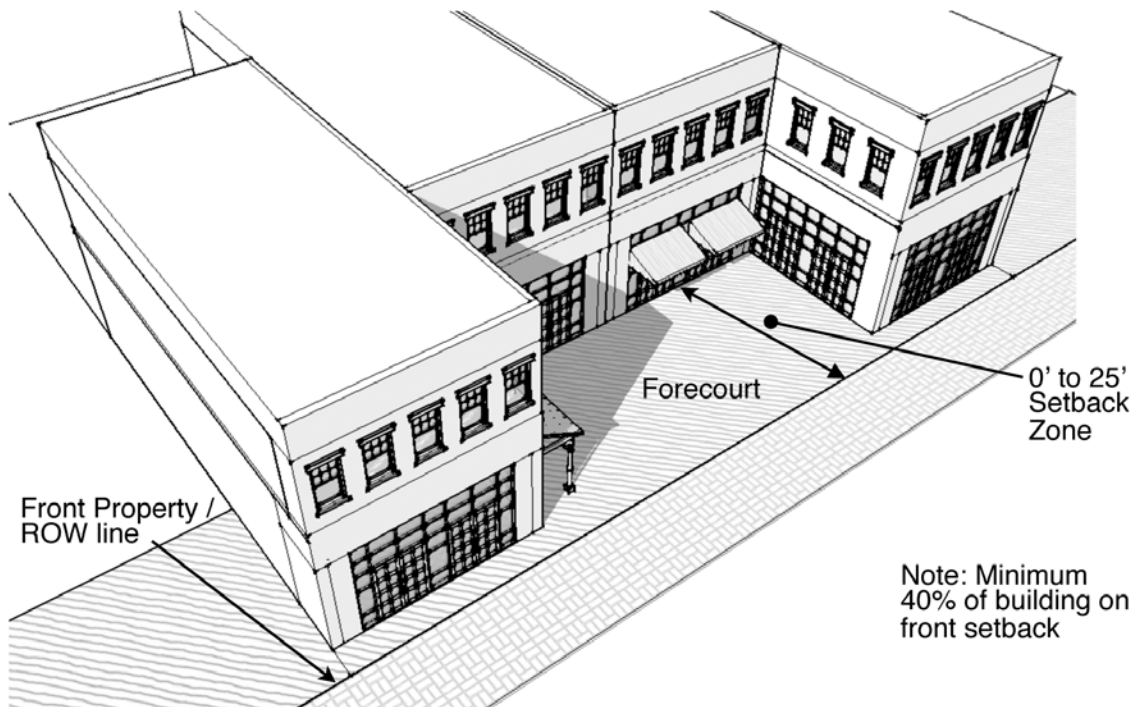 Forecourt
0' to 25'
Setback
Zone
Front Property /
ROW line
Note: Minimum
40% of building on
front setback